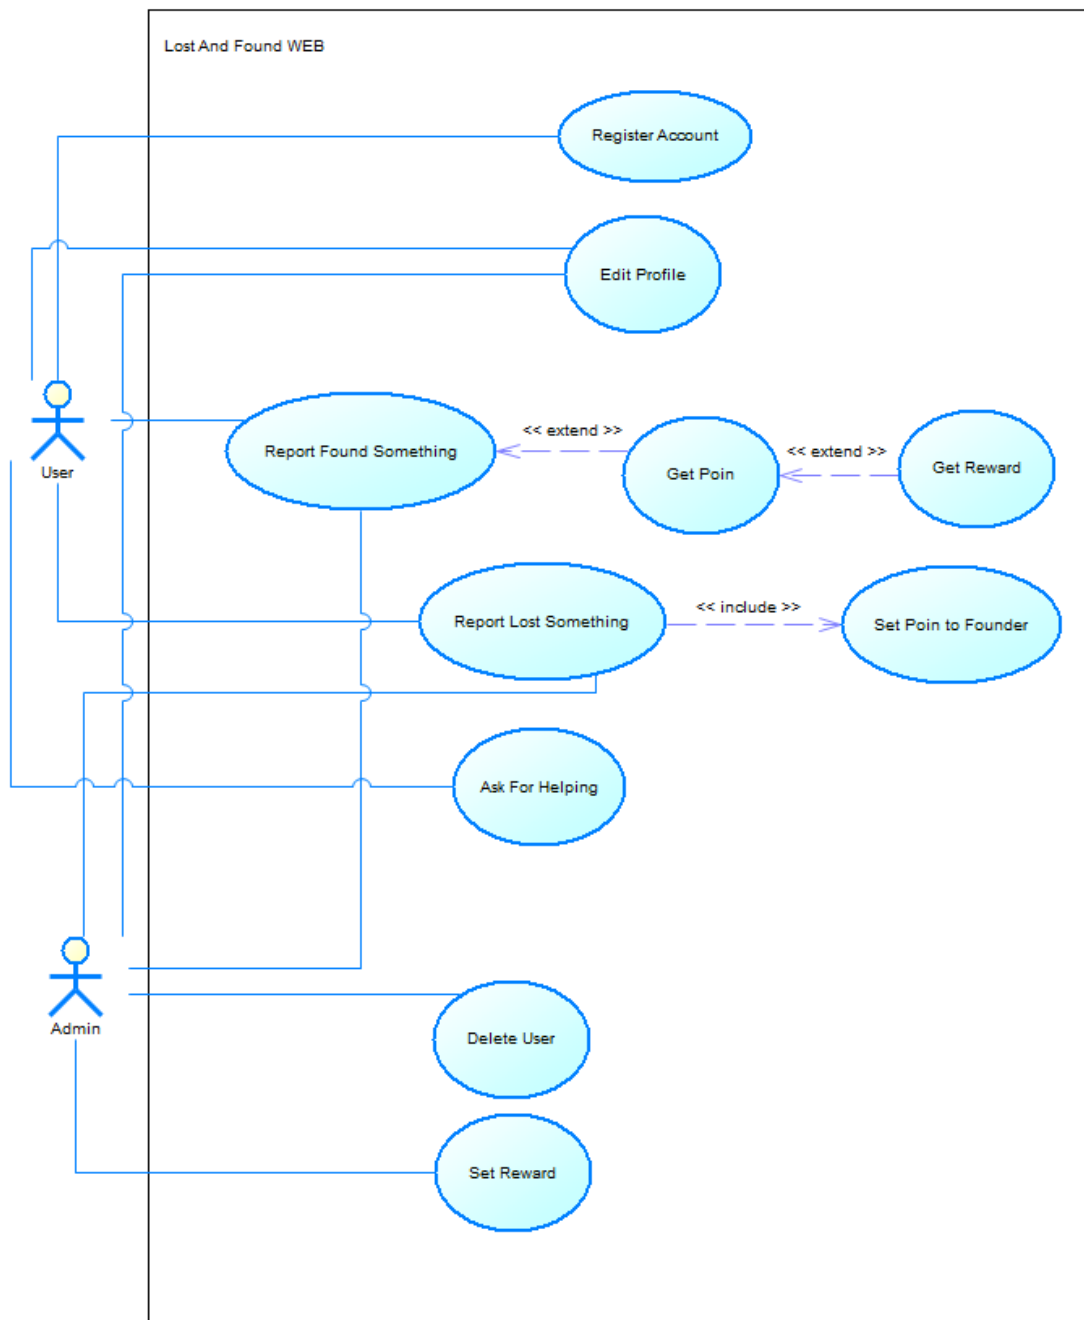 Lost And Found WEB
Register Account
Edit Profile
User
Report Found Something
<< extend >>
Get Poin
<< extend >>
Get Reward
Report Lost Something
<< include >>
Set Poin to Founder
Ask For Helping
Admin
Delete User
Set Reward